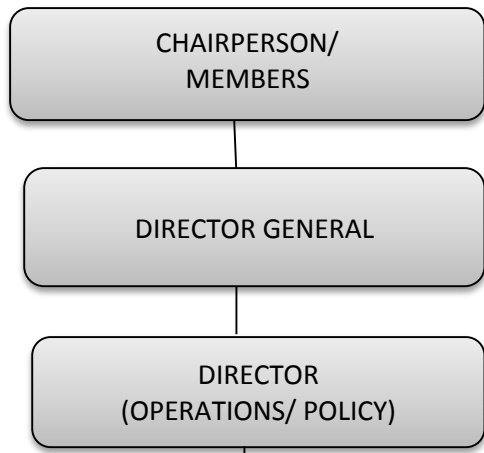 CHAIRPERSON/
MEMBERS
DIRECTOR GENERAL
DIRECTOR
(OPERATIONS/ POLICY)